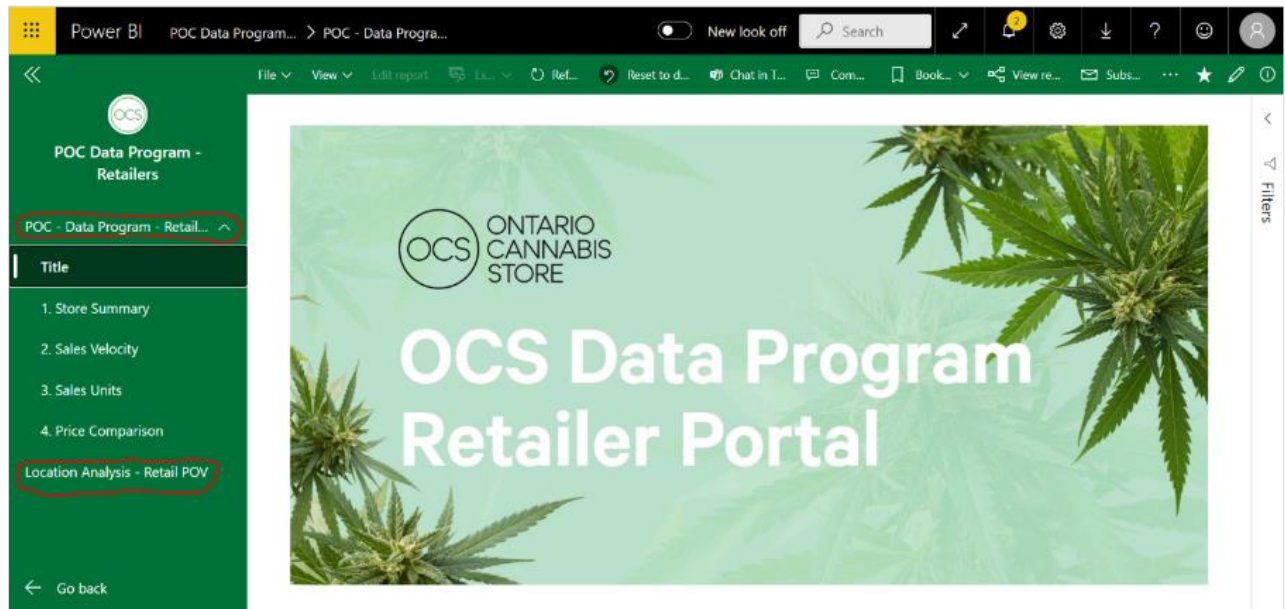 Power BI POC Data Program... > POC - Data Progra... New look off Search 2 ?
File View Edit report Ex... Ref... Reset to d... Chat in T... Com... Book... View re... Subs... ...
OCS
POC Data Program -
Retailers
POC - Data Program - Retail...
Title
1. Store Summary
2. Sales Velocity
3. Sales Units
4. Price Comparison
Location Analysis - Retail POV
Go back
OCS
ONTARIO
CANNABIS
STORE
OCS Data Program
Retailer Portal
Filters